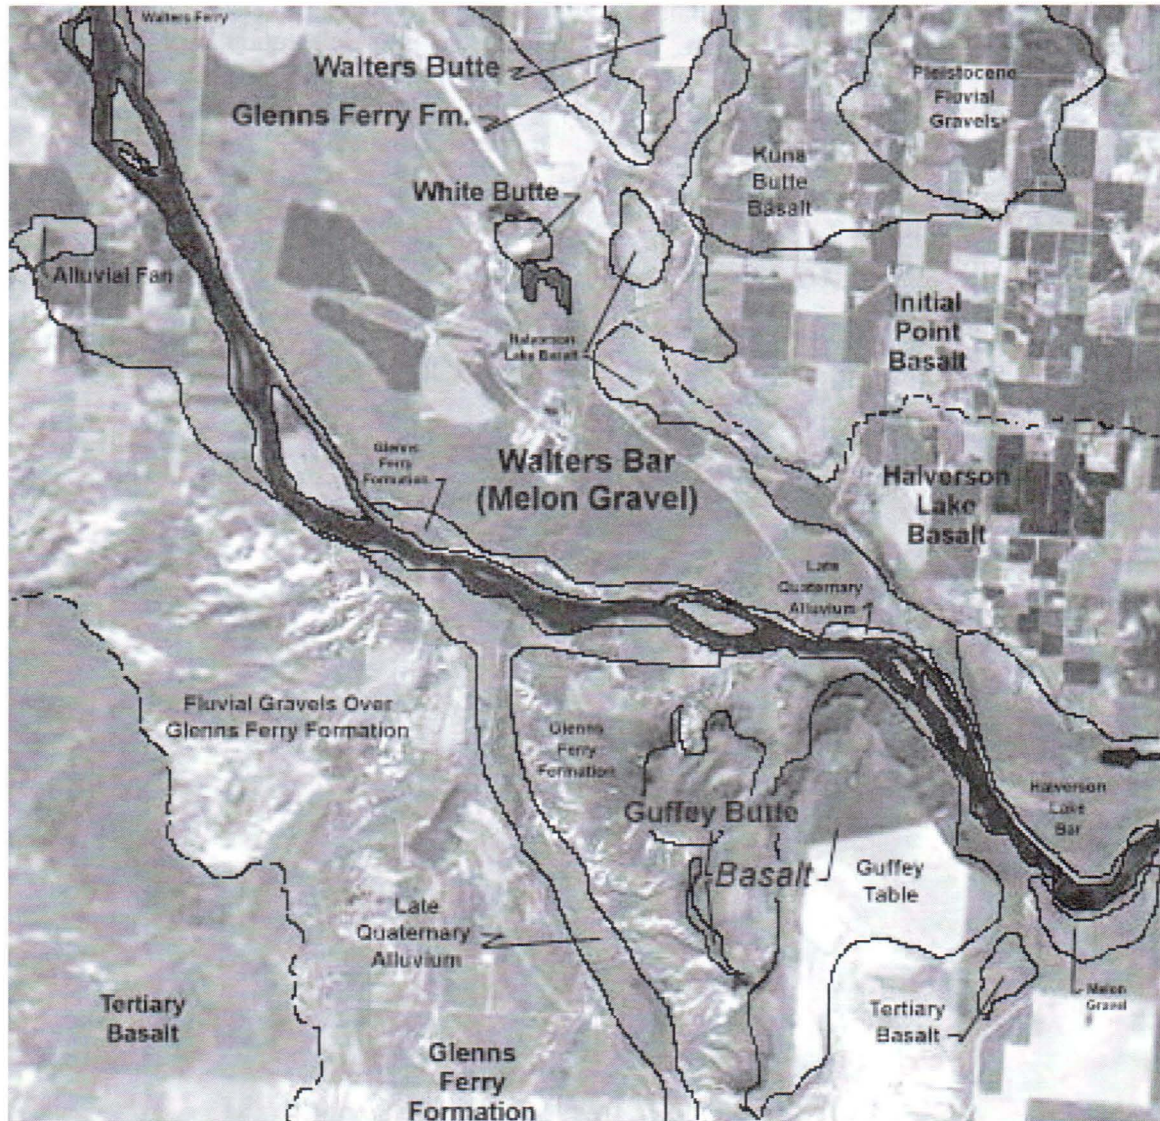 Walters Ferry
Walters Butte
Glenns Ferry Fm.
Pleistocene
Fluvial
Gravels
Kuna
Butte
Basalt
White Butte
Alluvial Fan
Initial
Point
Basalt
Halverson
Lake Basalt
Glenns
Ferry
Formation
Walters Bar
(Melon Gravel)
Halverson
Lake
Basalt
Late
Quaternary
Alluvium
Fluvial Gravels Over
Glenns Ferry Formation
Glenns
Ferry
Formation
Guffey Butte
Basalt
Halverson
Lake
Bar
Guffey
Table
Late
Quaternary
Alluvium
Tertiary
Basalt
Tertiary
Basalt
Melon
Gravel
Glenns
Ferry
Formation